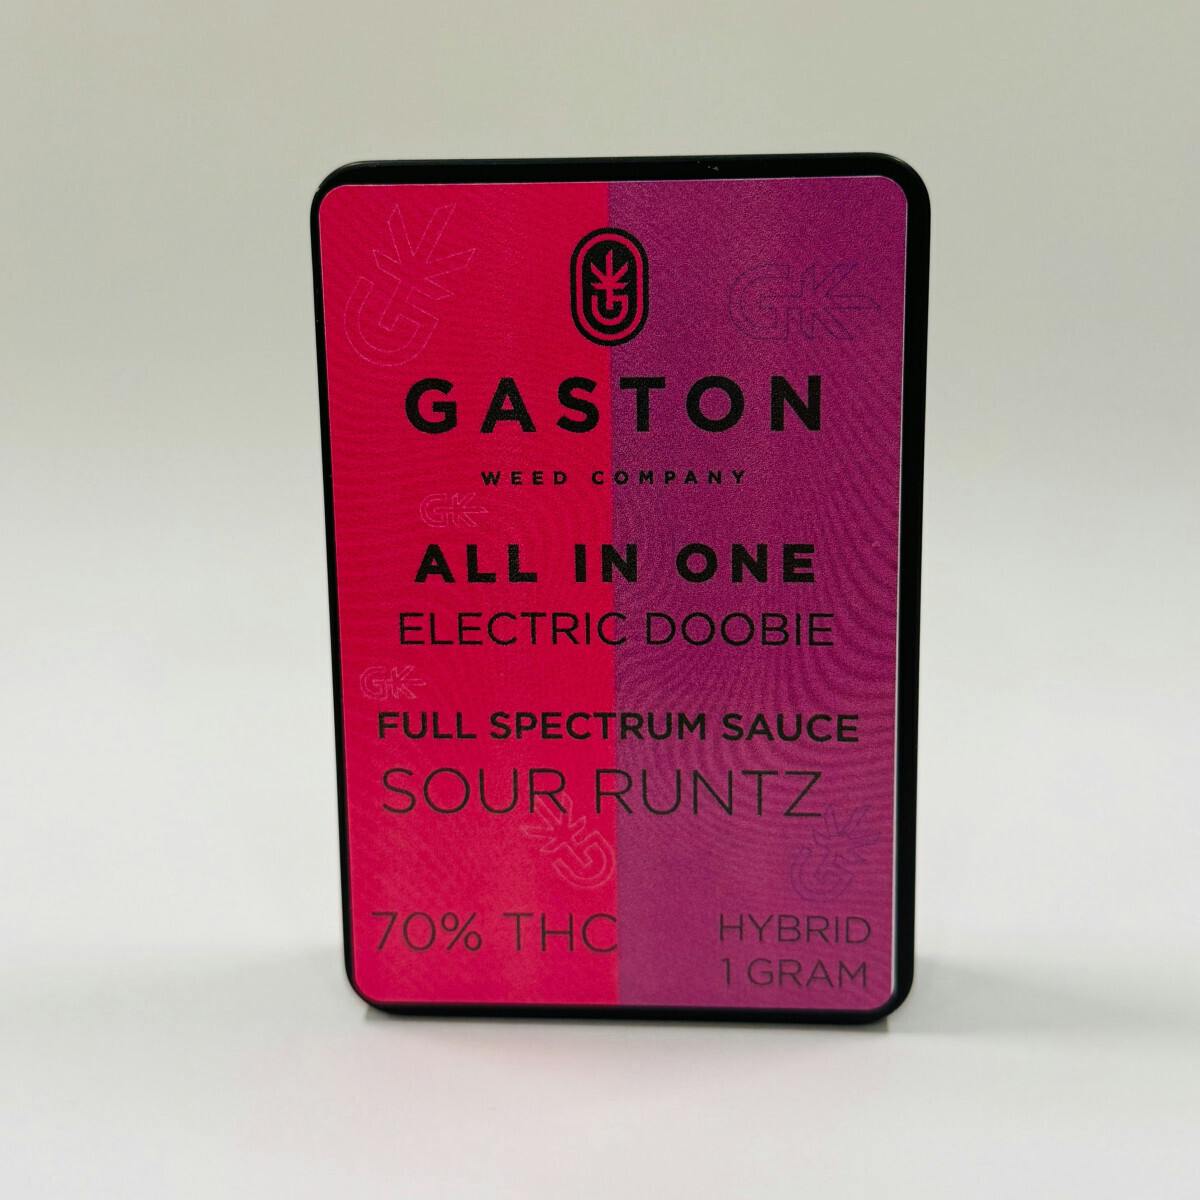 GASTON
WEED COMPANY
ALL IN ONE
ELECTRIC DOOBIE
FULL SPECTRUM SAUCE
SOUR RUNTZ
70% THC
HYBRID
1 GRAM